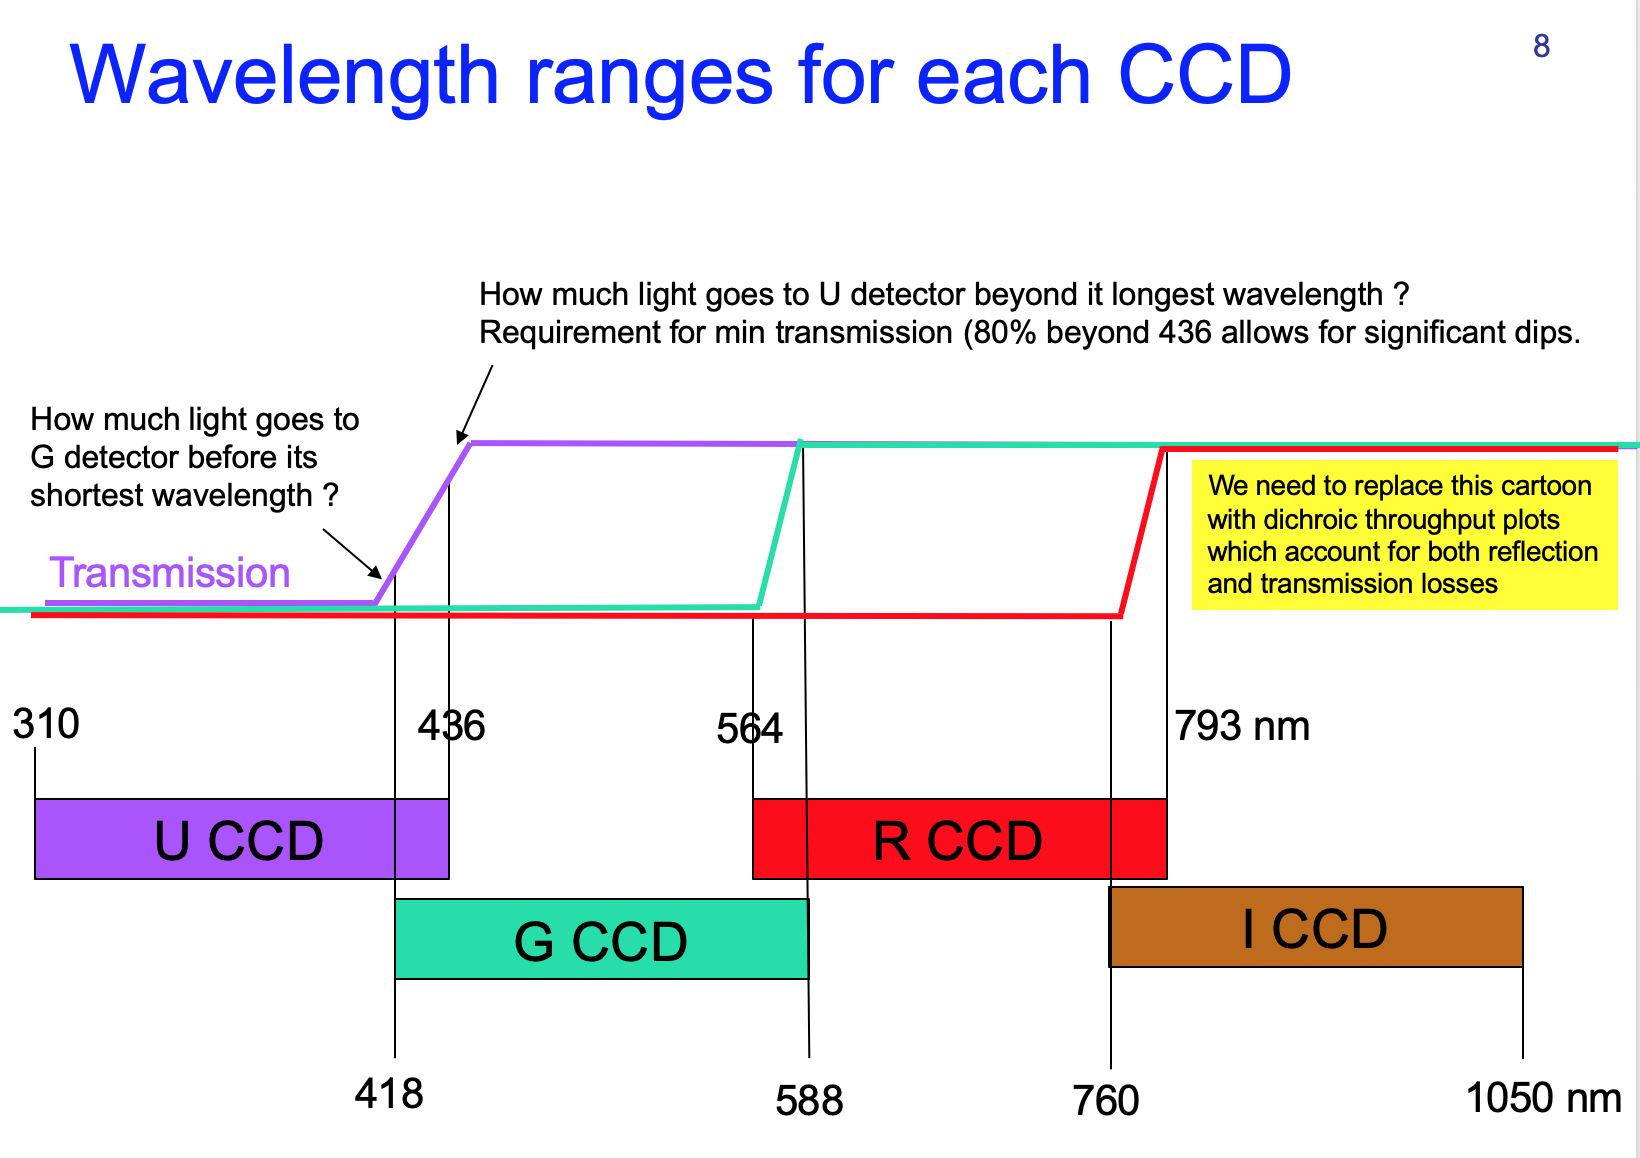 Wavelength ranges for each CCD
8
How much light goes to U detector beyond it longest wavelength ?
Requirement for min transmission (80% beyond 436 allows for significant dips.
How much light goes to
G detector before its
shortest wavelength ?
Transmission
We need to replace this cartoon
with dichroic throughput plots
which account for both reflection
and transmission losses
310
436
564
793 nm
U CCD
R CCD
G CCD
I CCD
418
588
760
1050 nm